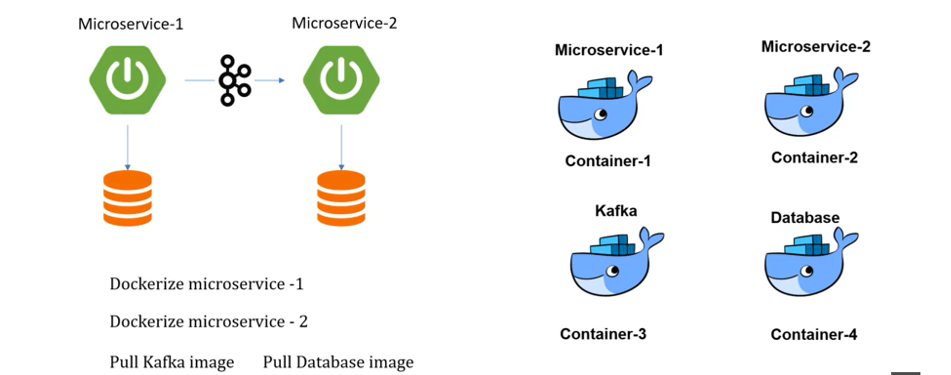 Microservice-1
Microservice-2
Dockerize microservice -1
Dockerize microservice - 2
Pull Kafka image Pull Database image
Microservice-1
Microservice-2
Container-1
Container-2
Kafka
Database
Container-3
Container-4